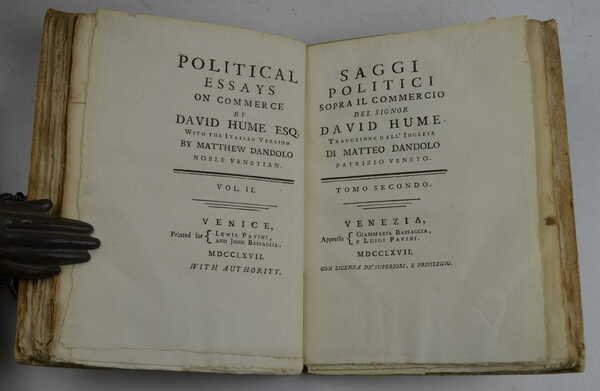 POLITICAL
ESSAYS
ON COMMERCE
BY
DAVID HUME ESQ.
WITH THE ITALIAN VERSION
BY MATTHEW DANDOLO
NOBLE VENETIAN.
VOL. II.
VENICE,
Printed for { LEWIS PAVINI,
AND JOHN BASSAGLIA.
MDCCLXVII.
WITH AUTHORITY.
SAGGI
POLITICI
SOPRA IL COMMERCIO
DEL SIGNOR
DAVID HUME.
TRADUZIONE DALL' INGLESE
DI MATTEO DANDOLO
PATRIZIO VENETO.
TOMO SECONDO.
VENEZIA,
Appresso { GIAMMARIA BASSAGLIA,
E LUIGI PAVINI.
MDCCLXVII.
CON LICENZA DE' SUPERIORI, E PRIVILEGIO.